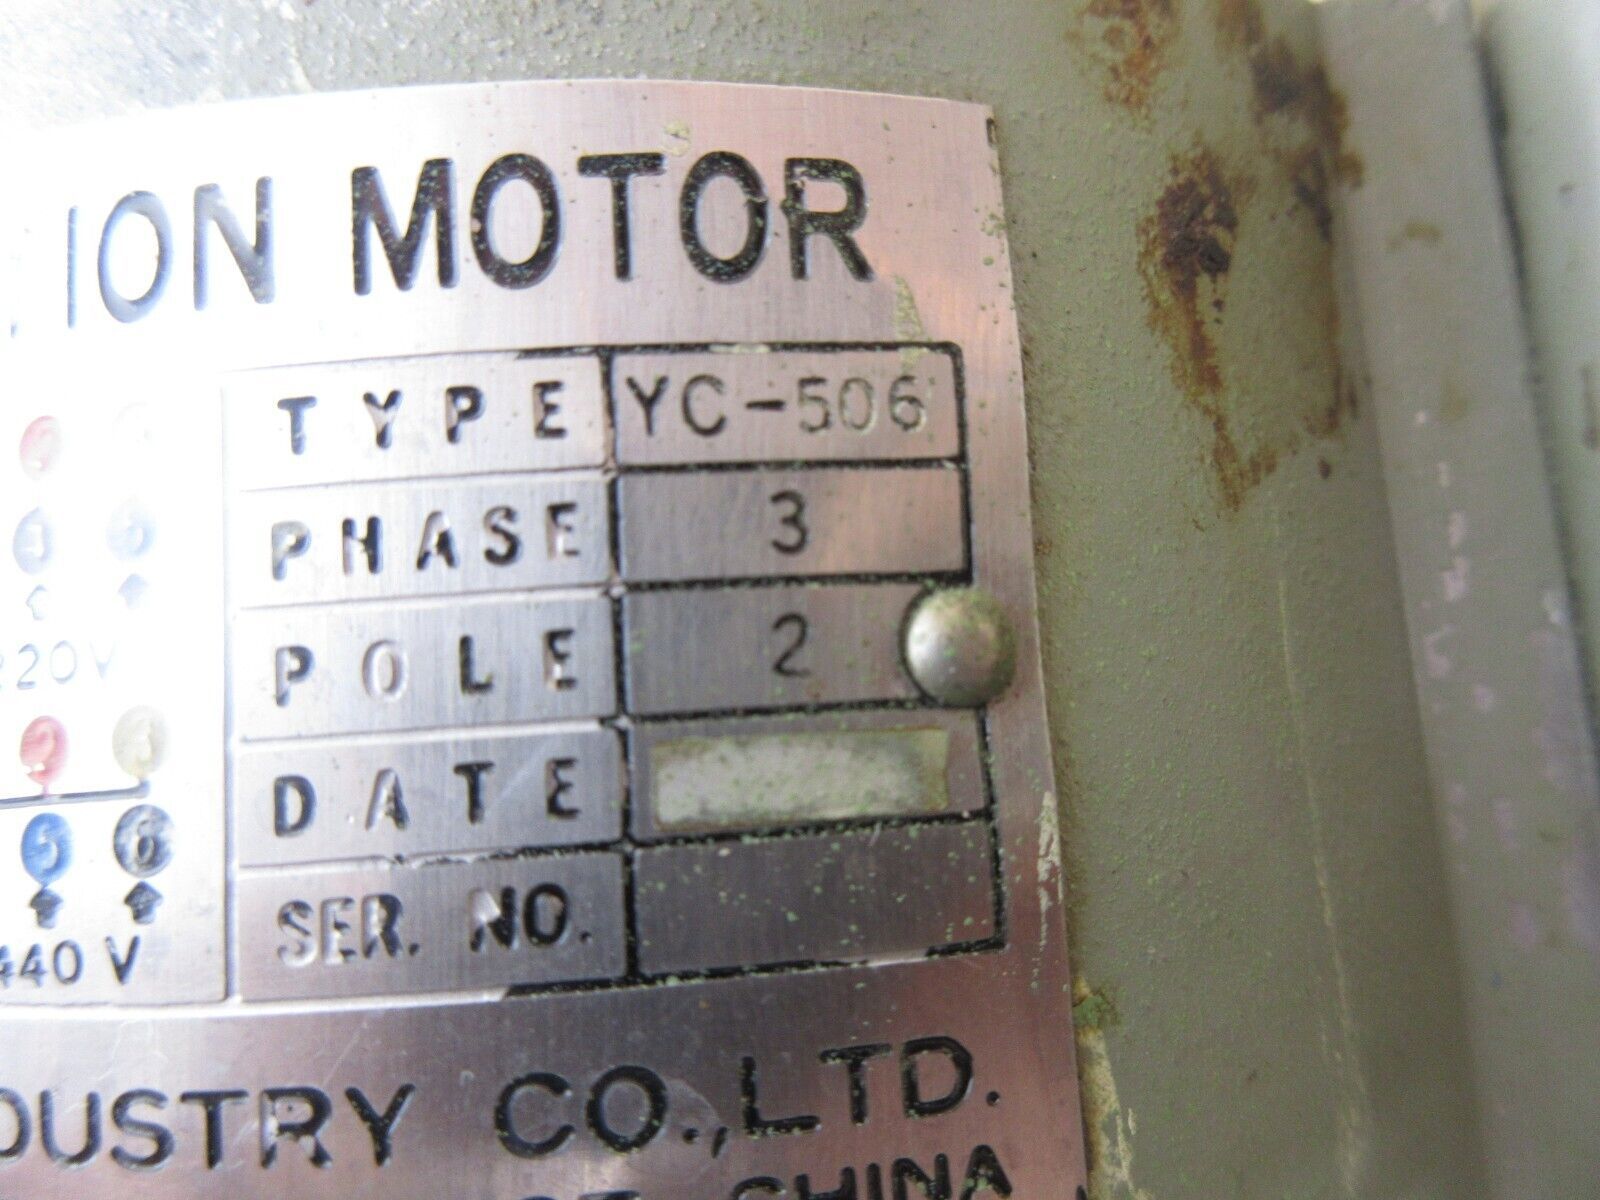 ION MOTOR
TYPE YC-506
PHASE 3
POLE 2
220V
DATE
5 6
SER. NO.
440 V
DUSTRY CO.,LTD.
CHINA